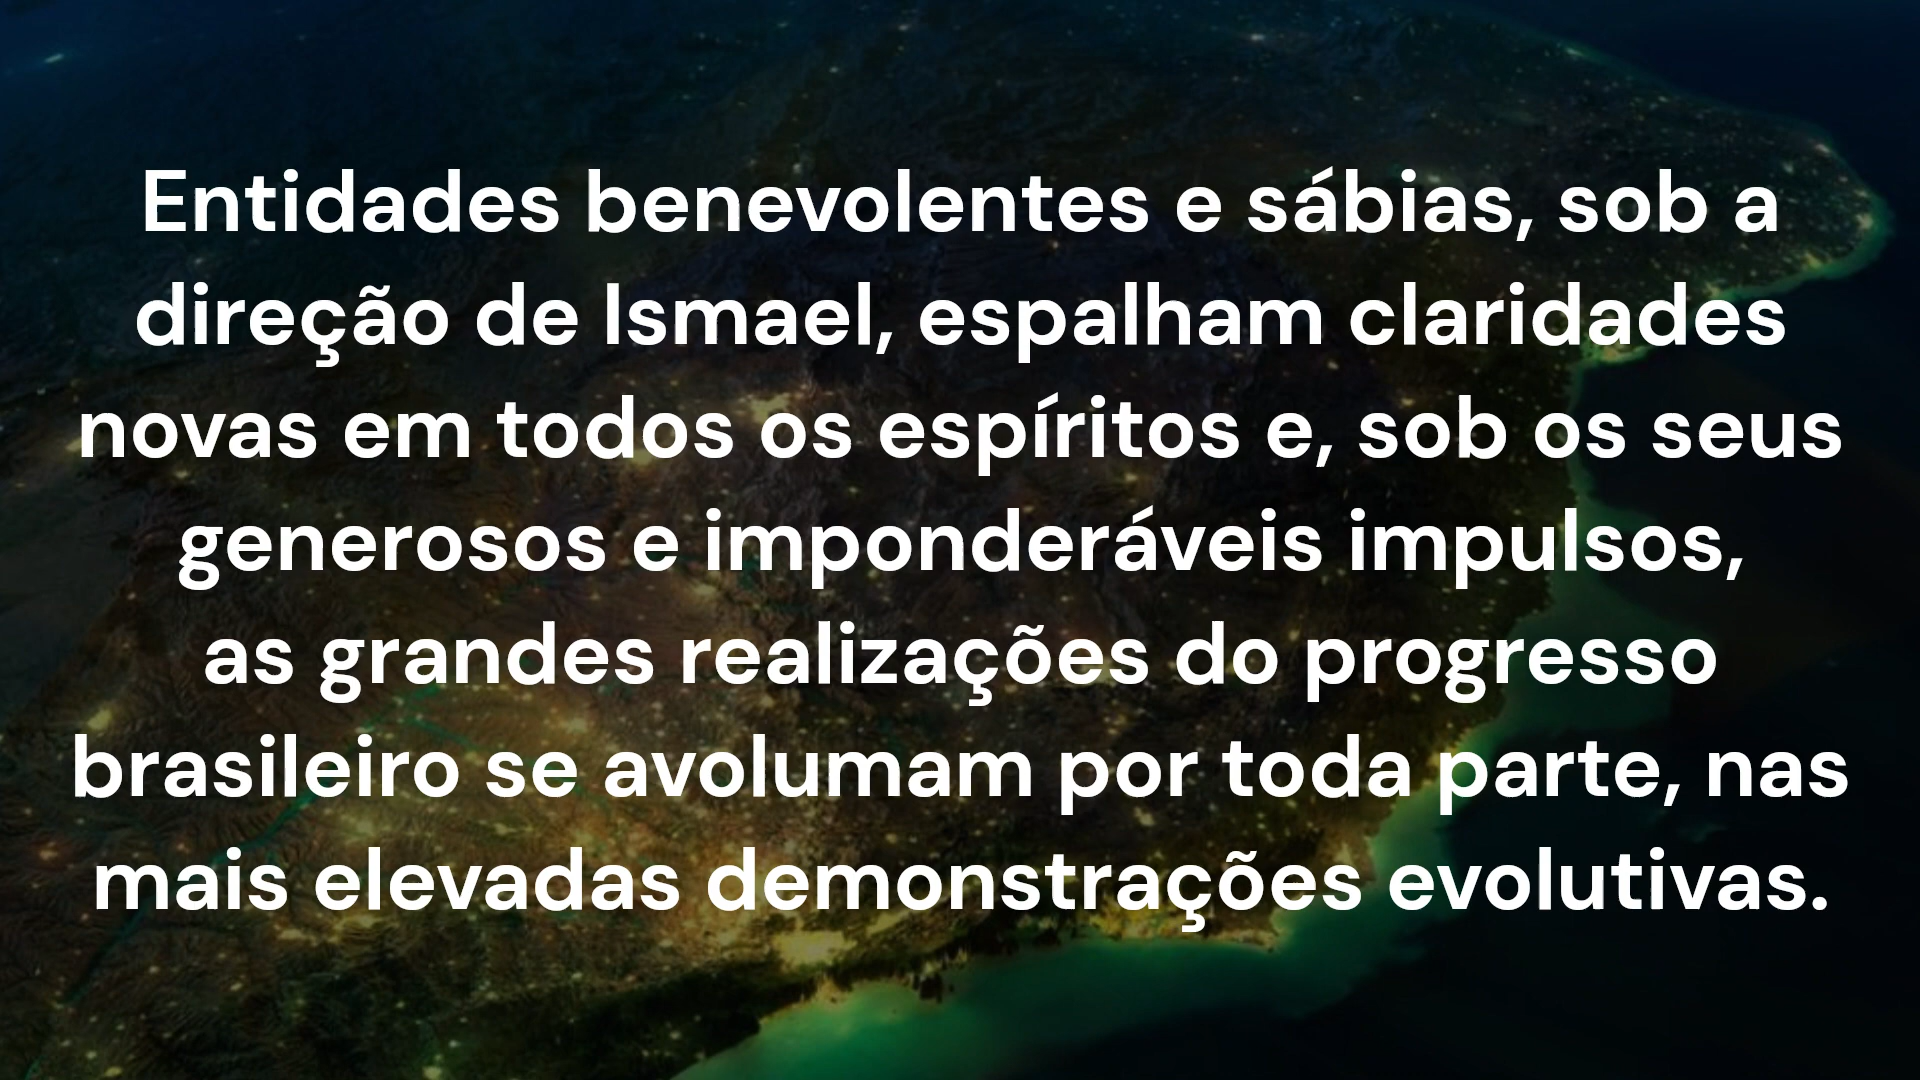 Entidades benevolentes e sábias, sob a
direção de Ismael, espalham claridades
novas em todos os espíritos e, sob os seus
generosos e imponderáveis impulsos,
as grandes realizações do progresso
brasileiro se avolumam por toda parte, nas
mais elevadas demonstrações evolutivas.